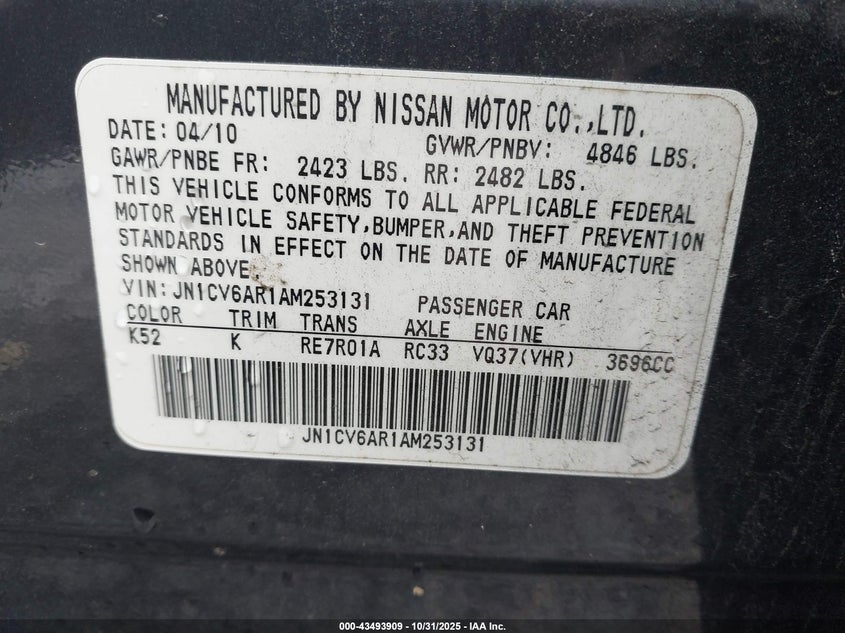 MANUFACTURED BY NISSAN MOTOR CO.,LTD.
DATE: 04/10 GVWR/PNBV: 4846 LBS.
GAWR/PNBE FR: 2423 LBS. RR: 2482 LBS.
THIS VEHICLE CONFORMS TO ALL APPLICABLE FEDERAL
MOTOR VEHICLE SAFETY,BUMPER,AND THEFT PREVENTION
STANDARDS IN EFFECT ON THE DATE OF MANUFACTURE
SHOWN ABOVE.
VIN: JN1CV6AR1AM253131 PASSENGER CAR
COLOR TRIM TRANS AXLE ENGINE
K52 K RE7R01A RC33 VQ37(VHR) 3696CC
JN1CV6AR1AM253131
000-43493909 - 10/31/2025 - IAA Inc.